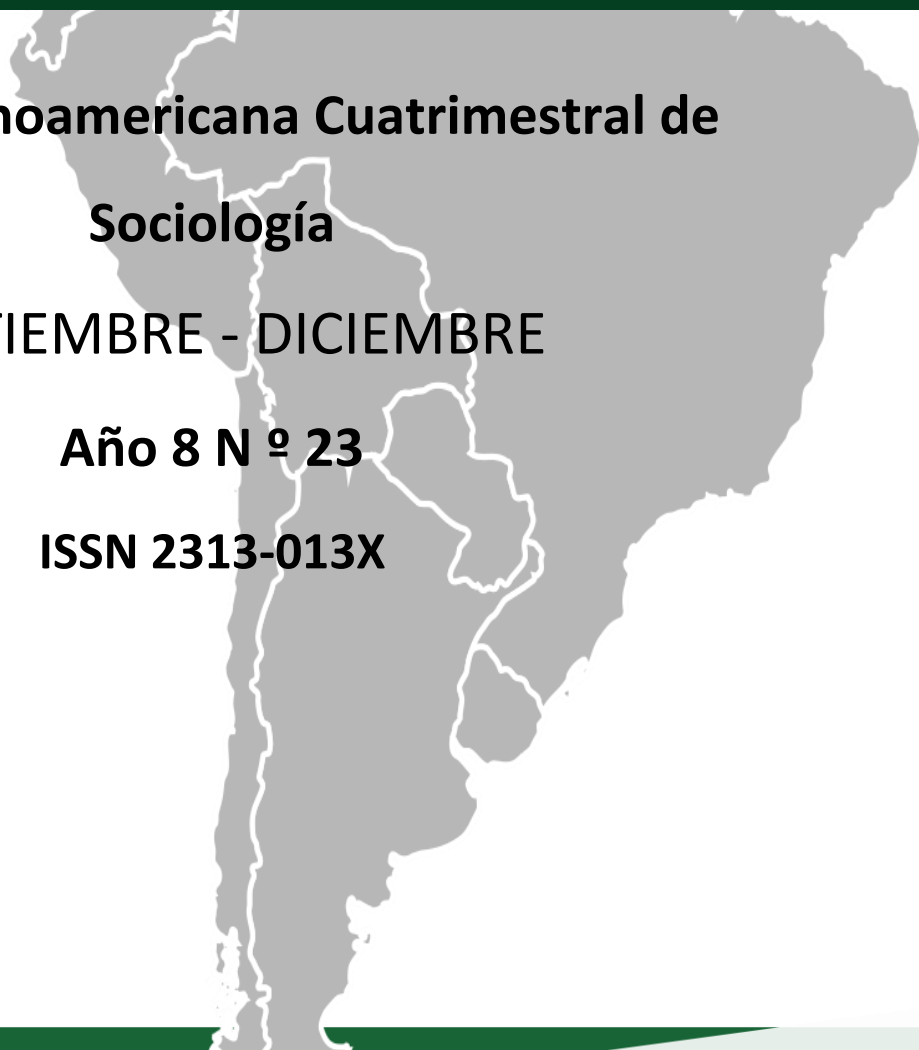 noamericana Cuatrimestral de
Sociología
TIEMBRE - DICIEMBRE
Año 8 N º 23
ISSN 2313-013X